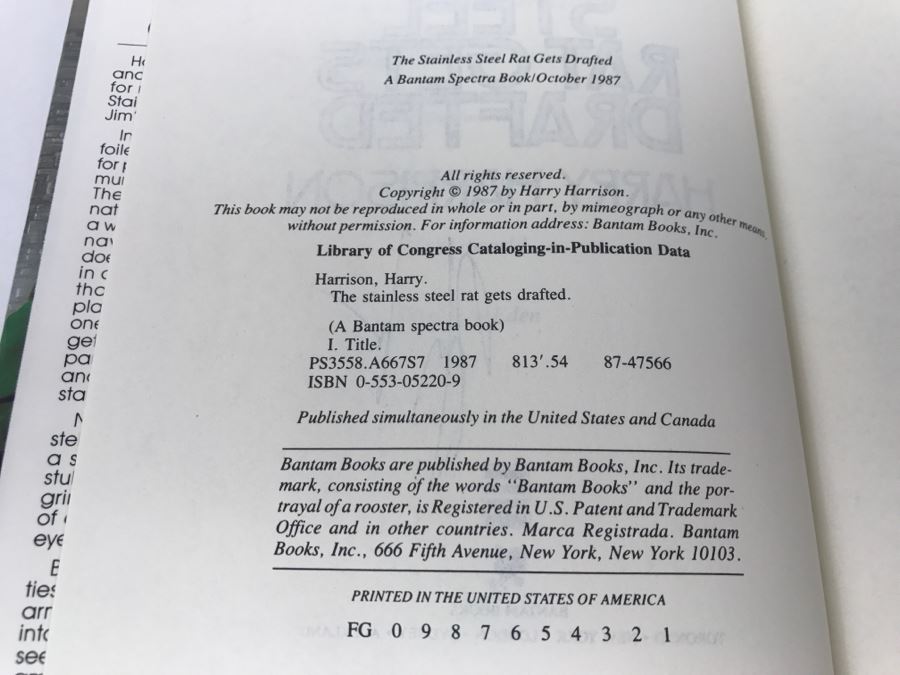 The Stainless Steel Rat Gets Drafted
A Bantam Spectra Book/October 1987
All rights reserved.
Copyright © 1987 by Harry Harrison.
This book may not be reproduced in whole or in part, by mimeograph or any other means,
without permission. For information address: Bantam Books, Inc.
Library of Congress Cataloging-in-Publication Data
Harrison, Harry.
The stainless steel rat gets drafted.
(A Bantam spectra book)
I. Title.
PS3558.A667S7 1987 813′.54 87-47566
ISBN 0-553-05220-9
Published simultaneously in the United States and Canada
Bantam Books are published by Bantam Books, Inc. Its trade-
mark, consisting of the words “Bantam Books” and the por-
trayal of a rooster, is Registered in U.S. Patent and Trademark
Office and in other countries. Marca Registrada. Bantam
Books, Inc., 666 Fifth Avenue, New York, New York 10103.
PRINTED IN THE UNITED STATES OF AMERICA
FG 0 9 8 7 6 5 4 3 2 1